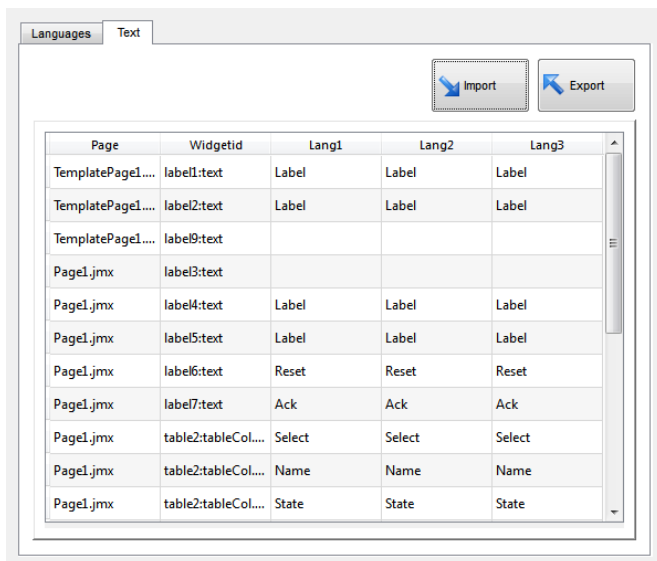 Languages Text
Import Export
Page Widgetid Lang1 Lang2 Lang3
TemplatePage1.... label1:text Label Label Label
TemplatePage1.... label2:text Label Label Label
TemplatePage1.... label9:text
Page1.jmx label3:text
Page1.jmx label4:text Label Label Label
Page1.jmx label5:text Label Label Label
Page1.jmx label6:text Reset Reset Reset
Page1.jmx label7:text Ack Ack Ack
Page1.jmx table2:tableCol.... Select Select Select
Page1.jmx table2:tableCol.... Name Name Name
Page1.jmx table2:tableCol.... State State State